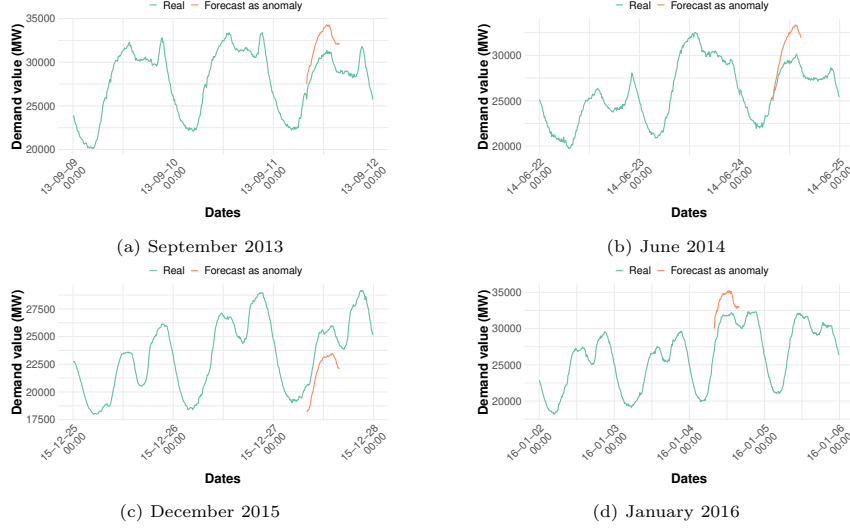 — Real — Forecast as anomaly
Demand value (MW)
35000
30000
25000
20000
13−09−09 00:00
13−09−10 00:00
13−09−11 00:00
13−09−12 00:00
Dates
(a) September 2013
— Real — Forecast as anomaly
Demand value (MW)
30000
25000
20000
14−06−22 00:00
14−06−23 00:00
14−06−24 00:00
14−06−25 00:00
Dates
(b) June 2014
— Real — Forecast as anomaly
Demand value (MW)
27500
25000
22500
20000
17500
15−12−25 00:00
15−12−26 00:00
15−12−27 00:00
15−12−28 00:00
Dates
(c) December 2015
— Real — Forecast as anomaly
Demand value (MW)
35000
30000
25000
20000
16−01−02 00:00
16−01−03 00:00
16−01−04 00:00
16−01−05 00:00
16−01−06 00:00
Dates
(d) January 2016